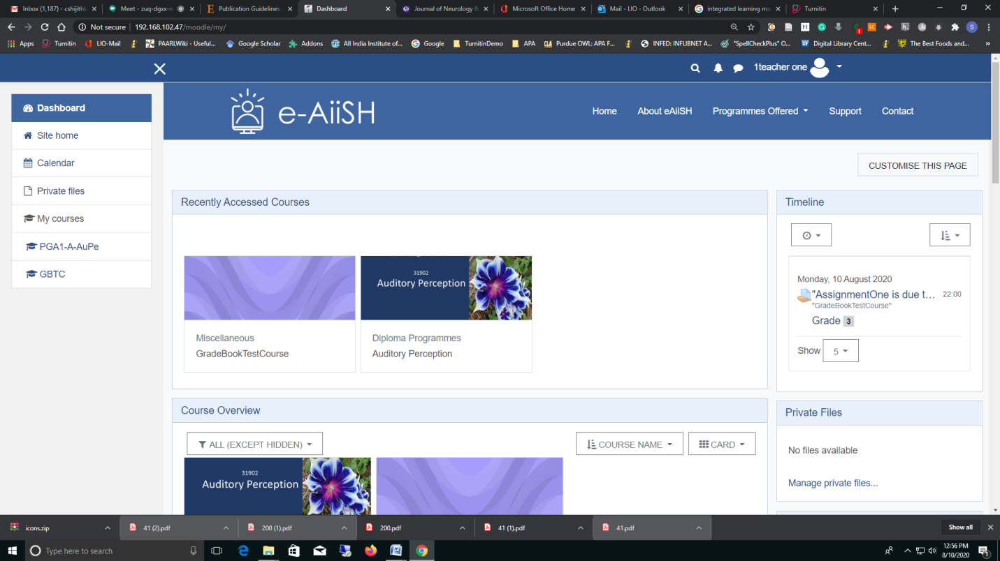 Inbox (1,187) - cshijithk
Meet - zuq-dgxx-n
Publication Guidelines
Dashboard
Journal of Neurology &
Microsoft Office Home
Mail - LIO - Outlook
integrated learning ma
Turnitin
Not secure | 192.168.102.47/moodle/my/
Apps Turnitin LIO-Mail PAARLWiki - Useful... Google Scholar Addons All India Institute of... Google TurnitinDemo APA Purdue OWL: APA F... INFED: INFLIBNET A... "SpellCheckPlus" O... Digital Library Cent... The Best Foods and... »
1teacher one
Dashboard
Site home
Calendar
Private files
My courses
PGA1-A-AuPe
GBTC
e-AiiSH
Home About eAiiSH Programmes Offered Support Contact
CUSTOMISE THIS PAGE
Recently Accessed Courses
31902
Auditory Perception
Miscellaneous
GradeBookTestCourse
Diploma Programmes
Auditory Perception
Timeline
Monday, 10 August 2020
"AssignmentOne is due t... 22:00
"GradeBookTestCourse"
Grade 3
Show 5
Course Overview
ALL (EXCEPT HIDDEN)
COURSE NAME
CARD
31902
Auditory Perception
Private Files
No files available
Manage private files...
icons.zip
41 (2).pdf
200 (1).pdf
200.pdf
41 (1).pdf
41.pdf
Show all
Type here to search
12:56 PM
8/10/2020